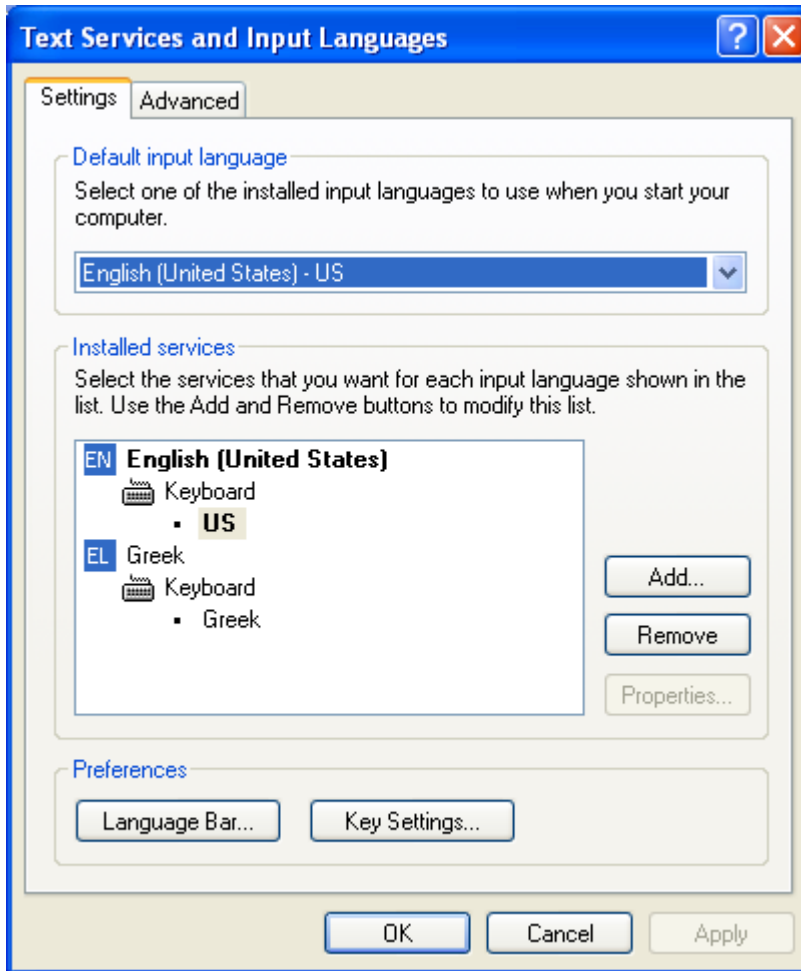 Text Services and Input Languages
Settings
Advanced
Default input language
Select one of the installed input languages to use when you start your
computer.
English (United States) - US
Installed services
Select the services that you want for each input language shown in the
list. Use the Add and Remove buttons to modify this list.
EN English (United States)
Keyboard
US
EL Greek
Keyboard
Greek
Add...
Remove
Properties...
Preferences
Language Bar...
Key Settings...
OK
Cancel
Apply